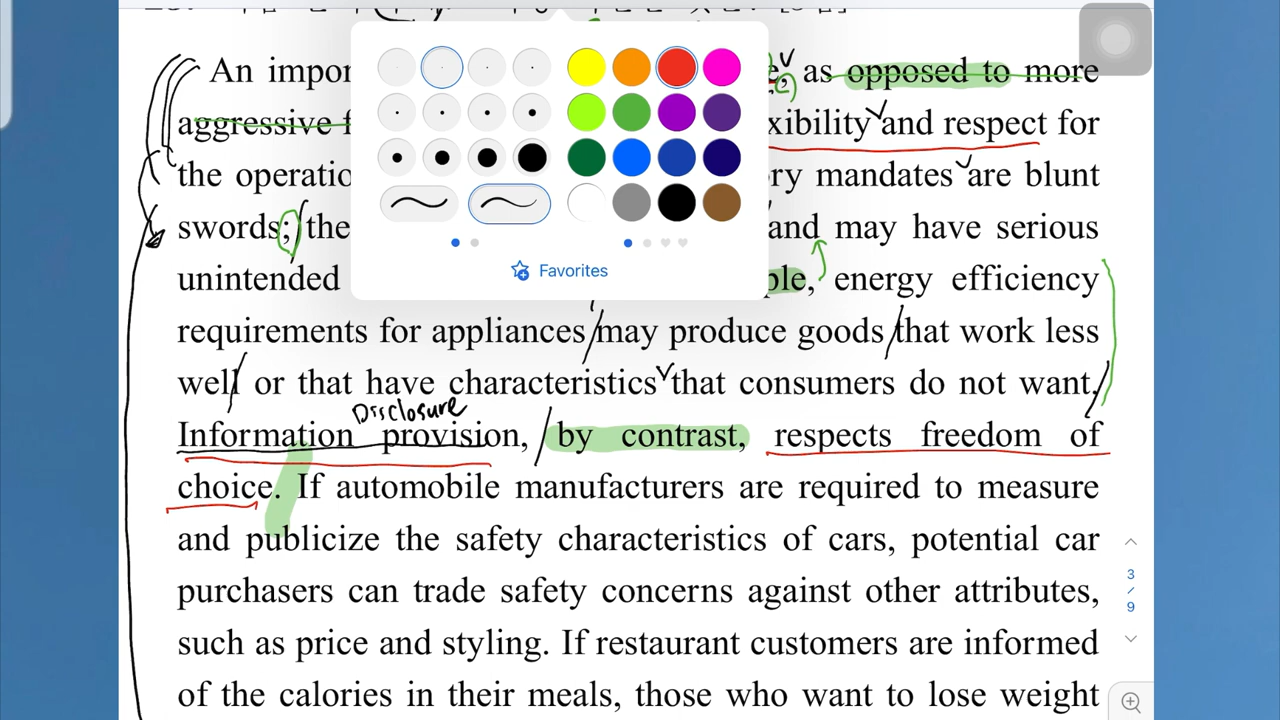 An impor , as opposed to more
aggressive f xibility and respect for
the operatio ry mandates are blunt
swords; the and may have serious
unintended ple, energy efficiency
Favorites
requirements for appliances may produce goods that work less
well or that have characteristics that consumers do not want.
Disclosure
Information provision, by contrast, respects freedom of
choice. If automobile manufacturers are required to measure
and publicize the safety characteristics of cars, potential car
purchasers can trade safety concerns against other attributes,
such as price and styling. If restaurant customers are informed
of the calories in their meals, those who want to lose weight
3
/
9